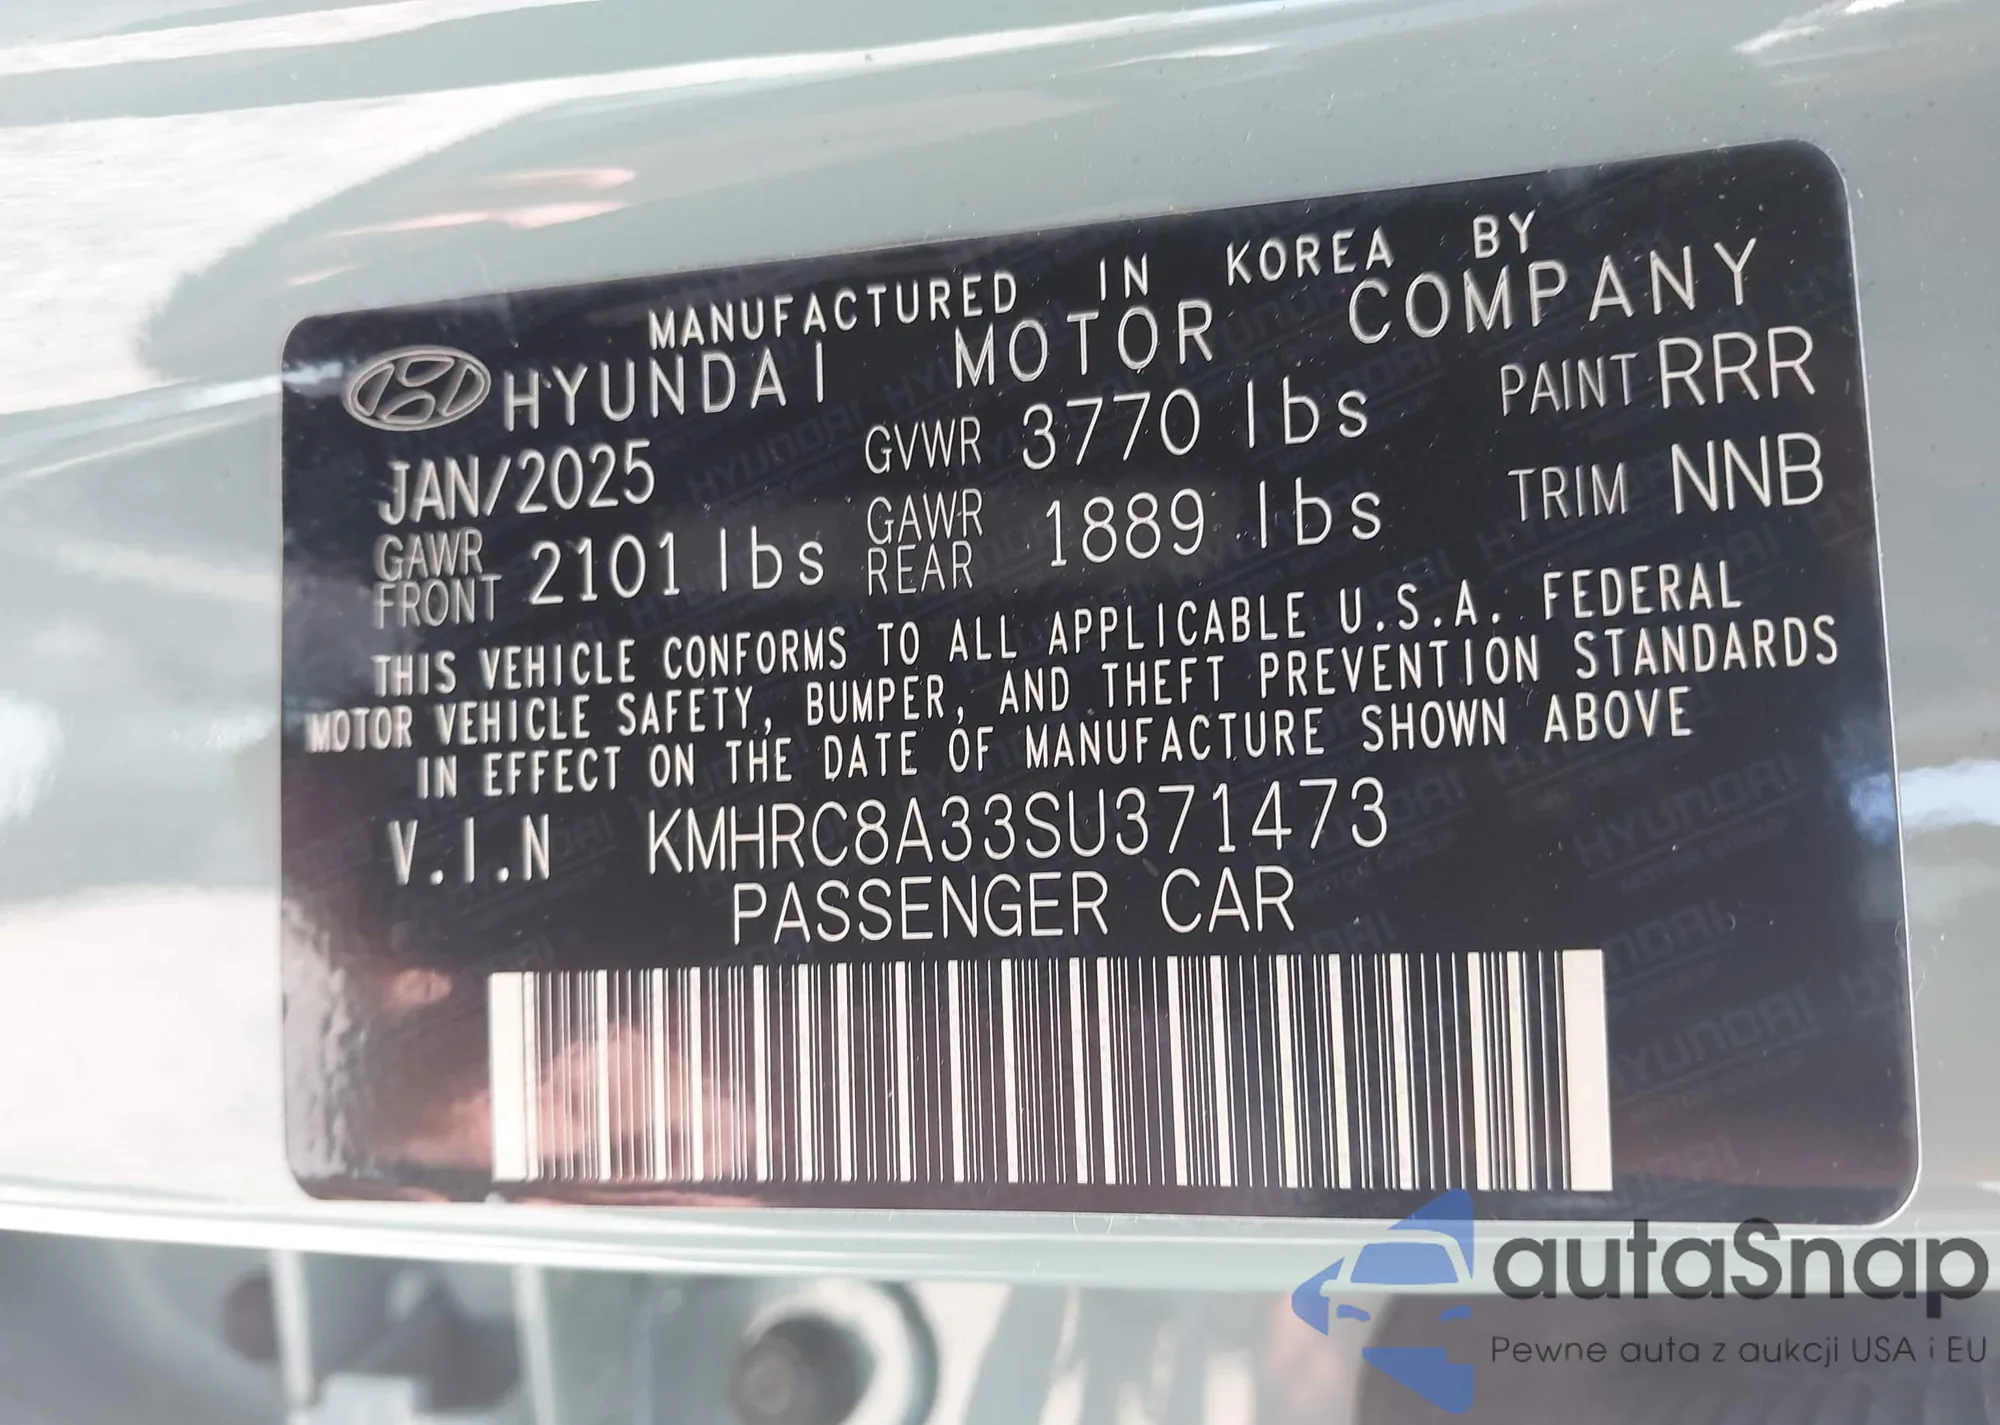 MANUFACTURED IN KOREA BY
HYUNDAI MOTOR COMPANY
JAN/2025 GVWR 3770 lbs PAINT RRR
GAWR FRONT 2101 lbs GAWR REAR 1889 lbs TRIM NNB
THIS VEHICLE CONFORMS TO ALL APPLICABLE U.S.A. FEDERAL
MOTOR VEHICLE SAFETY, BUMPER, AND THEFT PREVENTION STANDARDS
IN EFFECT ON THE DATE OF MANUFACTURE SHOWN ABOVE
V.I.N KMHRC8A33SU371473
PASSENGER CAR
autaSnap
Pewne auta z aukcji USA i EU